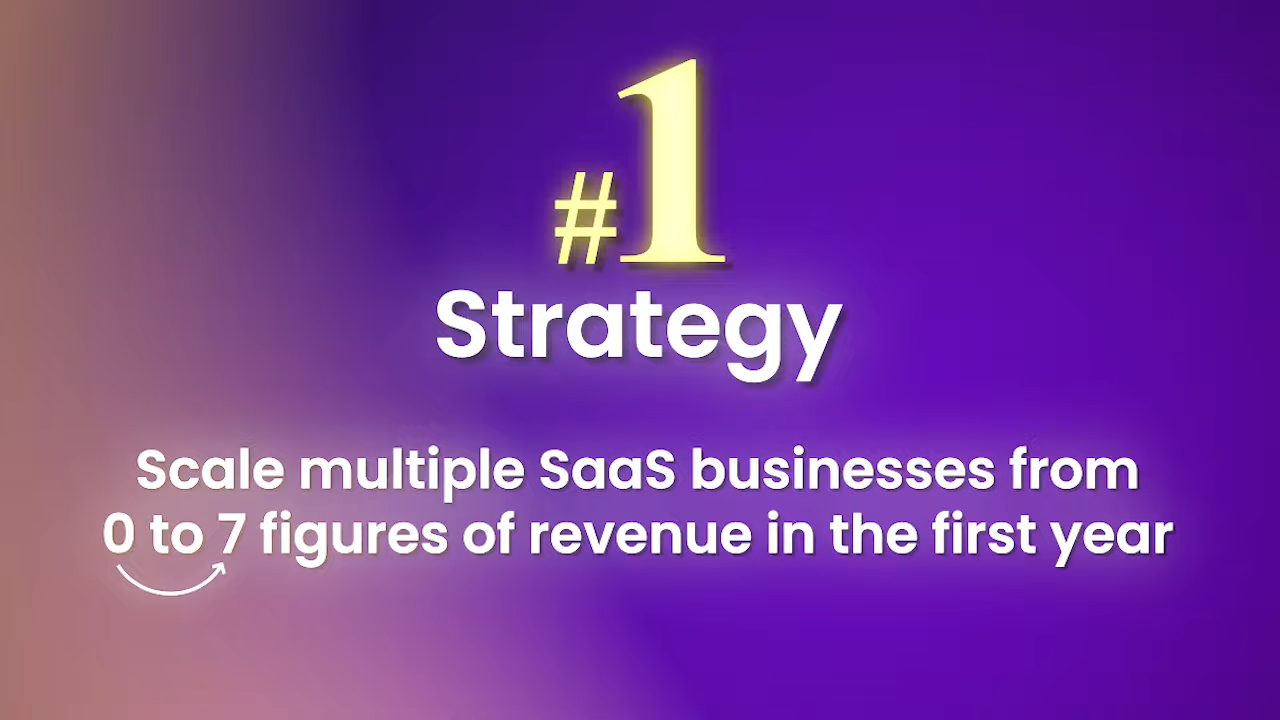 #1
Strategy
Scale multiple SaaS businesses from
0 to 7 figures of revenue in the first year